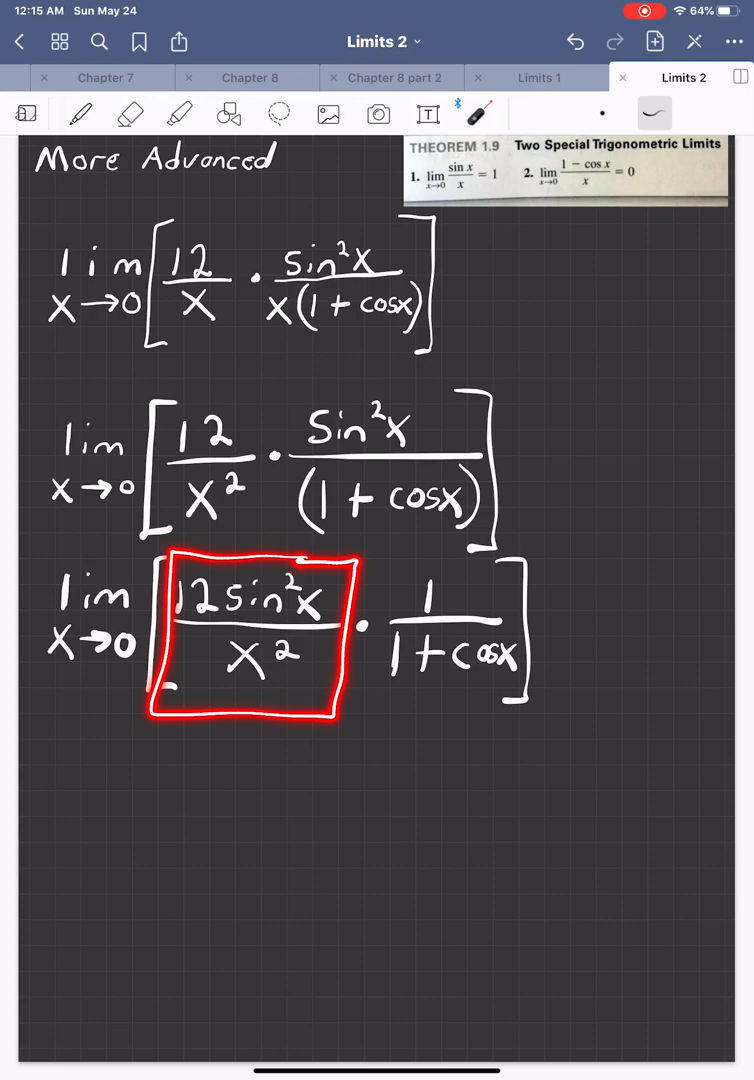 12:15 AM Sun May 24
64%
Limits 2
Chapter 7
Chapter 8
Chapter 8 part 2
Limits 1
Limits 2
T
More Advanced
THEOREM 1.9 Two Special Trigonometric Limits
1. lim x→0 sin x / x = 1 2. lim x→0 1 − cos x / x = 0
lim x→0 [12/x · sin²x / x(1 + cosx)]
lim x→0 [12/x² · sin²x / (1 + cosx)]
lim x→0 [12sin²x / x² · 1 / 1 + cosx]